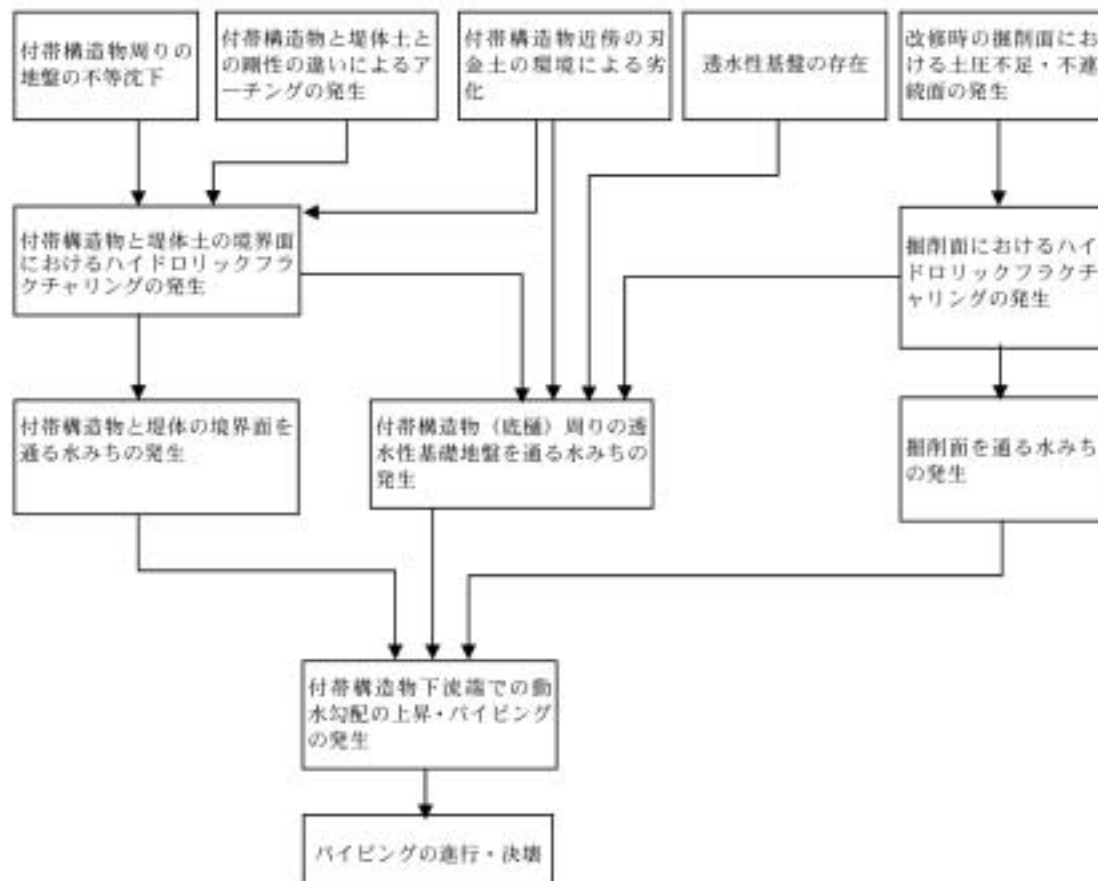 付帯構造物周りの
地盤の不等沈下
付帯構造物と堤体土と
の剛性の違いによるア
ーチングの発生
付帯構造物近傍の刃
金土の環境による劣
化
透水性基盤の存在
改修時の掘削面にお
ける土圧不足・不連
続面の発生
付帯構造物と堤体土の境界面
におけるハイドロリックフラ
クチャリングの発生
掘削面におけるハイ
ドロリックフラクチ
ャリングの発生
付帯構造物と堤体の境界面を
通る水みちの発生
付帯構造物（底樋）周りの透
水性基礎地盤を通る水みちの
発生
掘削面を通る水みち
の発生
付帯構造物下流端での動
水勾配の上昇・パイピング
の発生
パイピングの進行・決壊